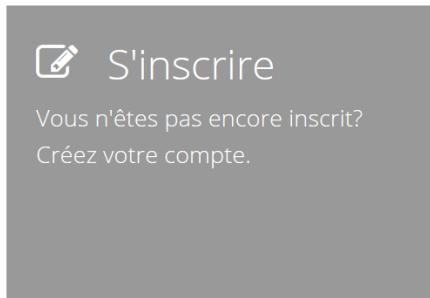 S'inscrire
Vous n'êtes pas encore inscrit?
Créez votre compte.